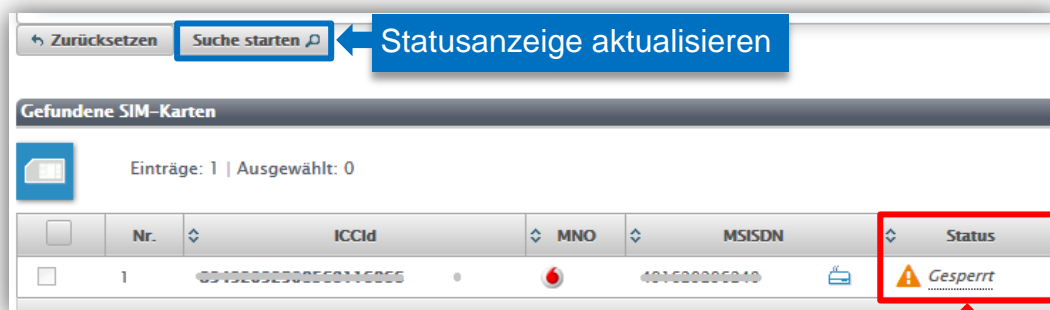 Zurücksetzen Suche starten Statusanzeige aktualisieren
Gefundene SIM-Karten
Einträge: 1 | Ausgewählt: 0
Nr. ICCId MNO MSISDN Status
1 Gesperrt